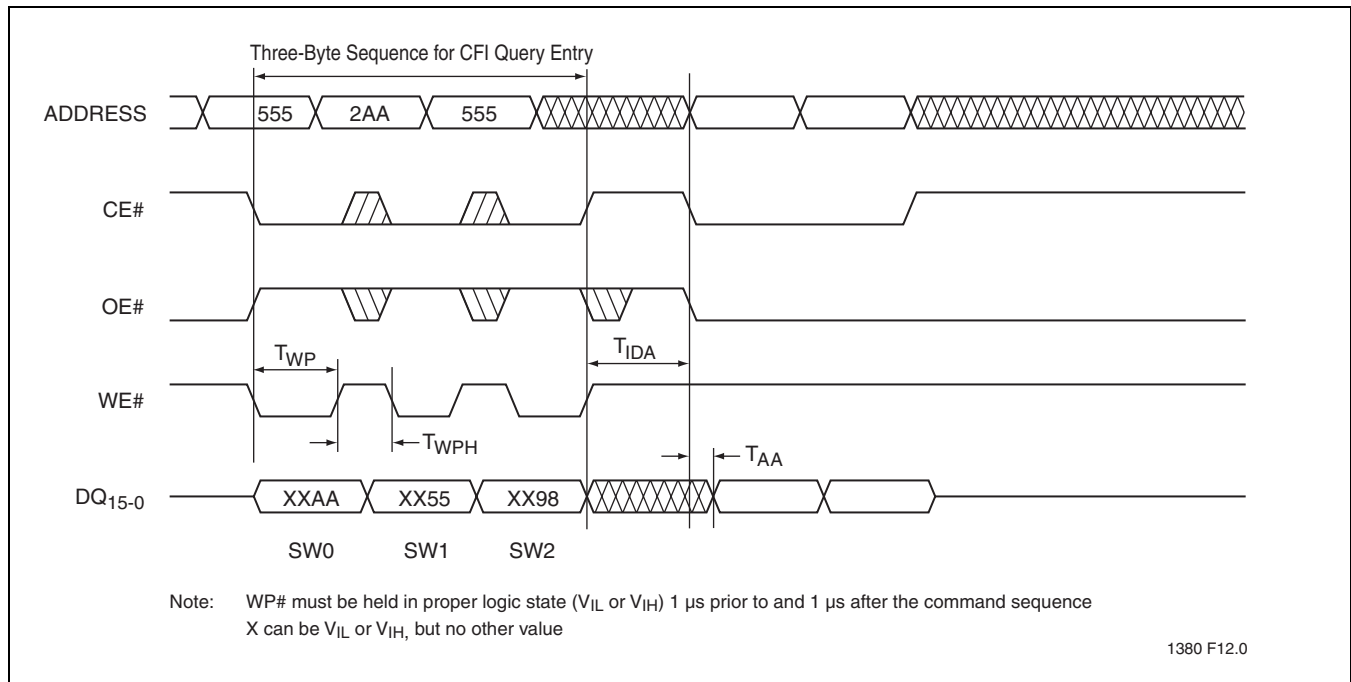 Three-Byte Sequence for CFI Query Entry
ADDRESS 555 2AA 555
CE#
OE#
TWP TIDA
WE#
TWPH TAA
DQ15-0 XXAA XX55 XX98
SW0 SW1 SW2
Note: WP# must be held in proper logic state (VIL or VIH) 1 µs prior to and 1 µs after the command sequence
X can be VIL or VIH, but no other value
1380 F12.0